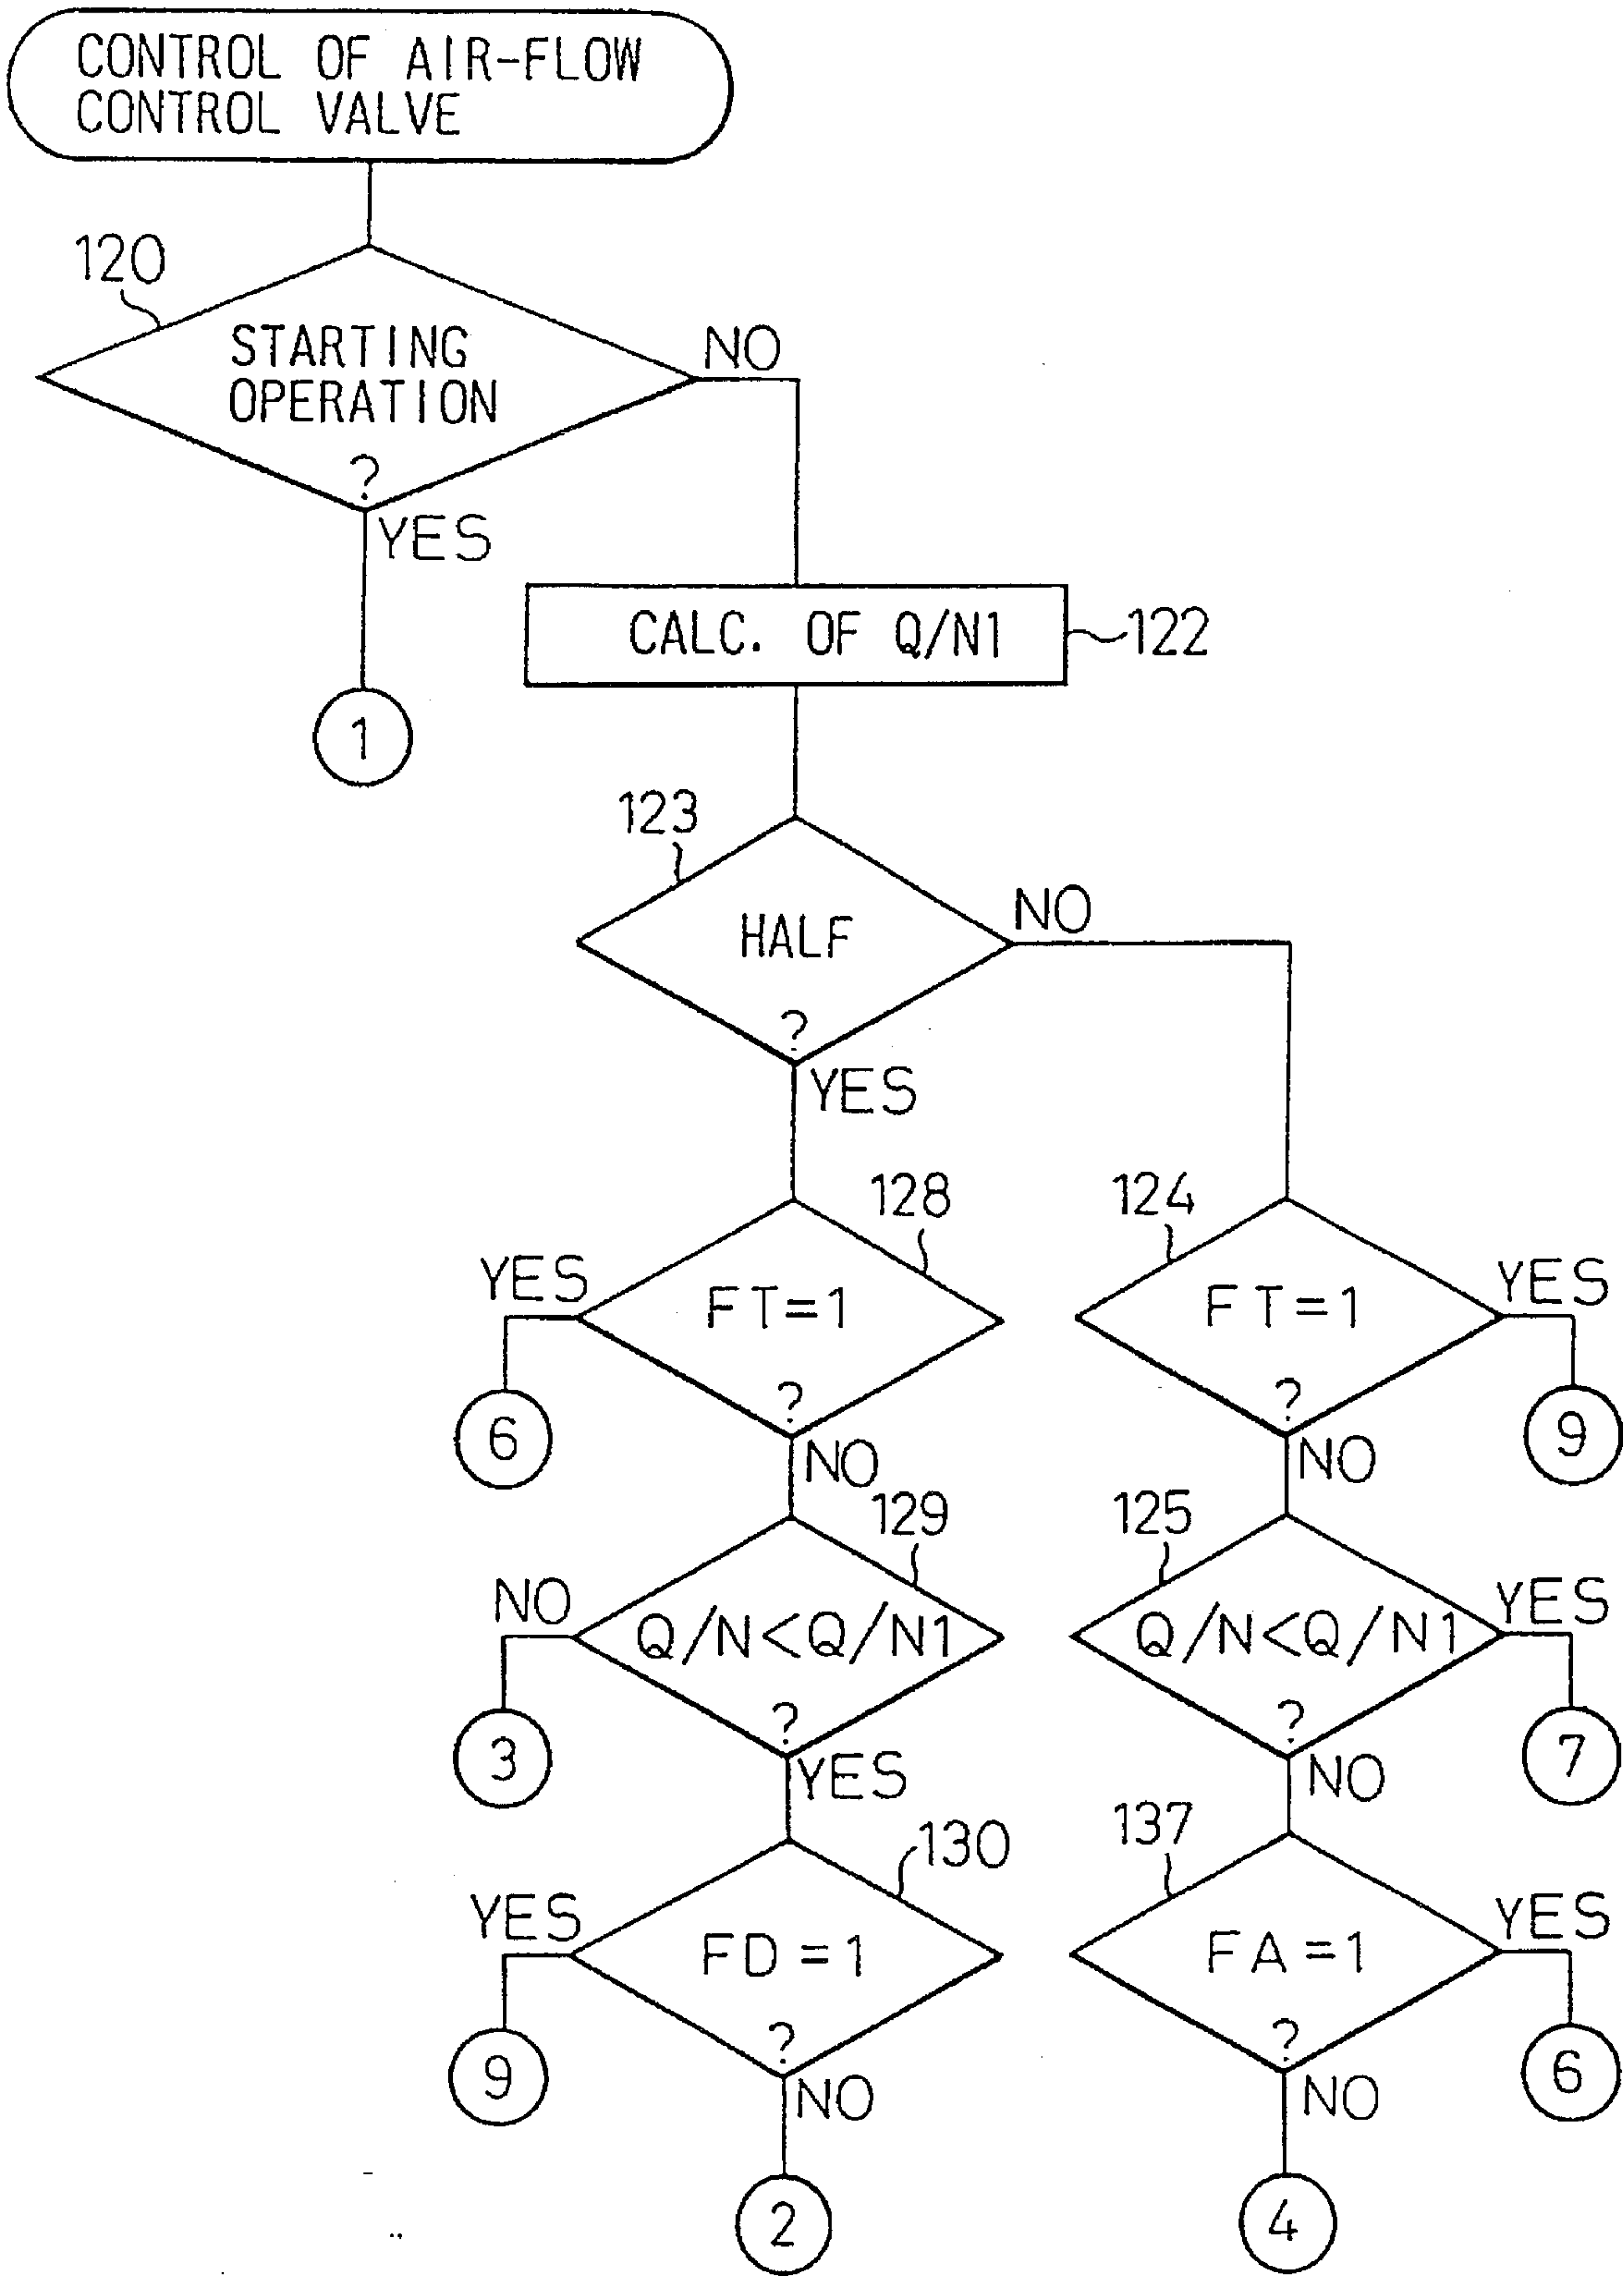 CONTROL OF AIR-FLOW
CONTROL VALVE
120
STARTING
OPERATION
?
NO
YES
1
CALC. OF Q/N1
122
123
HALF
?
NO
YES
128
124
YES
FT=1
?
FT=1
?
YES
6
NO
NO
9
129
125
NO
Q/N<Q/N1
?
Q/N<Q/N1
?
YES
3
YES
NO
7
130
137
YES
FD=1
?
FA=1
?
YES
9
NO
NO
6
2
4